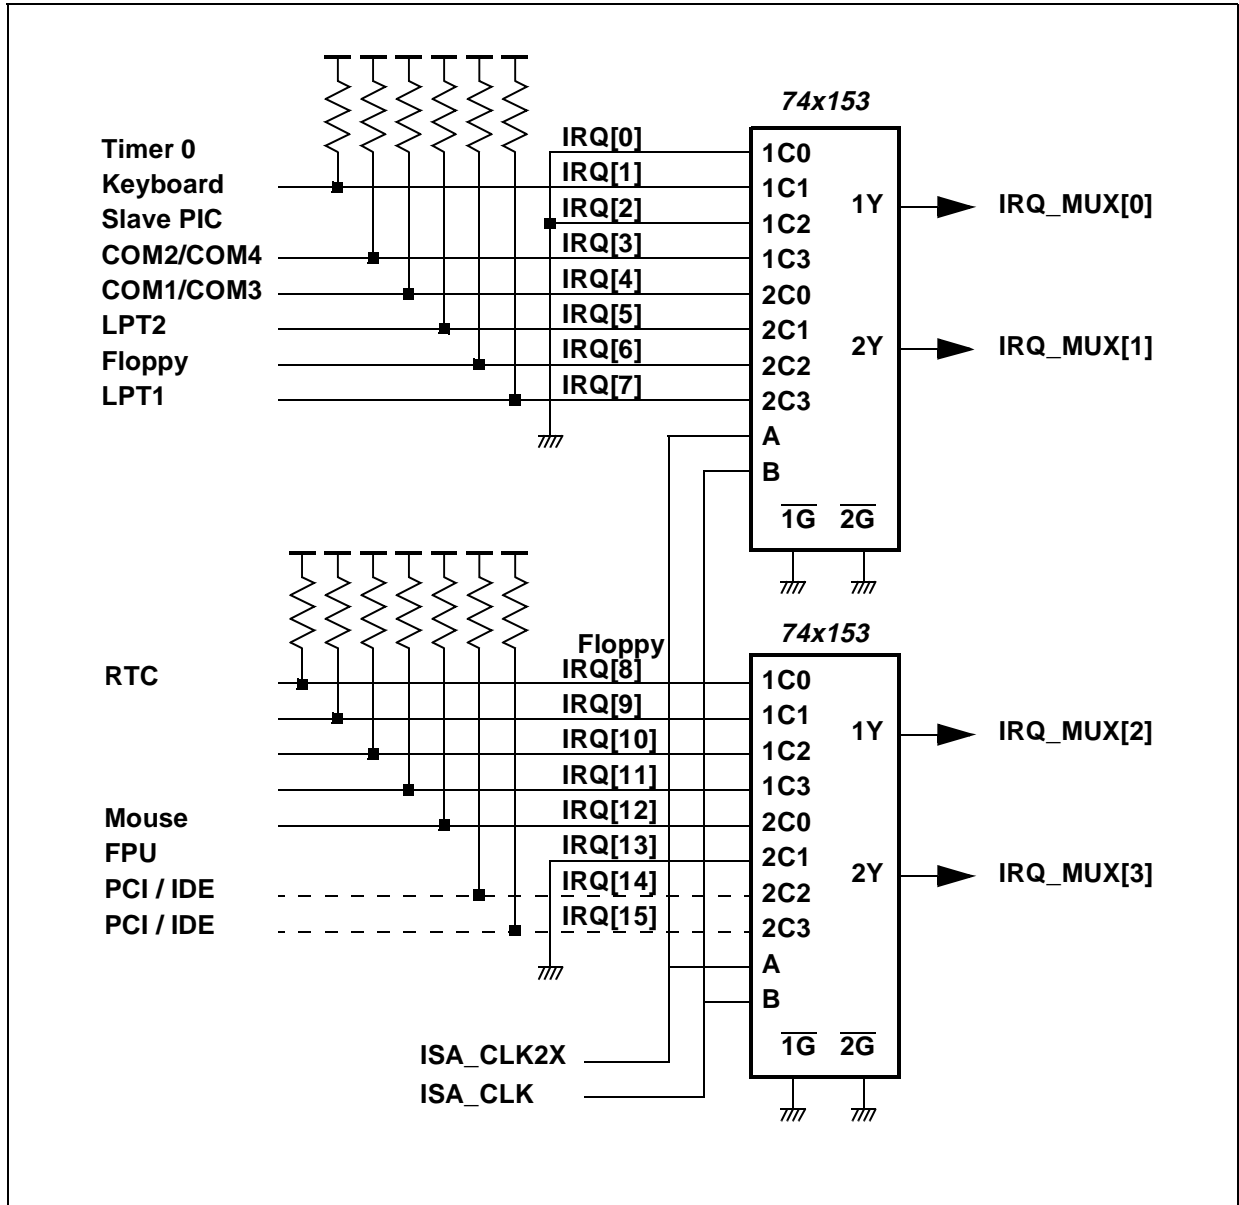 74x153
Timer 0
Keyboard
Slave PIC
COM2/COM4
COM1/COM3
LPT2
Floppy
LPT1
IRQ[0]
IRQ[1]
IRQ[2]
IRQ[3]
IRQ[4]
IRQ[5]
IRQ[6]
IRQ[7]
1C0
1C1
1C2
1C3
2C0
2C1
2C2
2C3
A
B
1Y
2Y
1G 2G
IRQ_MUX[0]
IRQ_MUX[1]
74x153
RTC
Mouse
FPU
PCI / IDE
PCI / IDE
Floppy
IRQ[8]
IRQ[9]
IRQ[10]
IRQ[11]
IRQ[12]
IRQ[13]
IRQ[14]
IRQ[15]
1C0
1C1
1C2
1C3
2C0
2C1
2C2
2C3
A
B
1Y
2Y
1G 2G
IRQ_MUX[2]
IRQ_MUX[3]
ISA_CLK2X
ISA_CLK